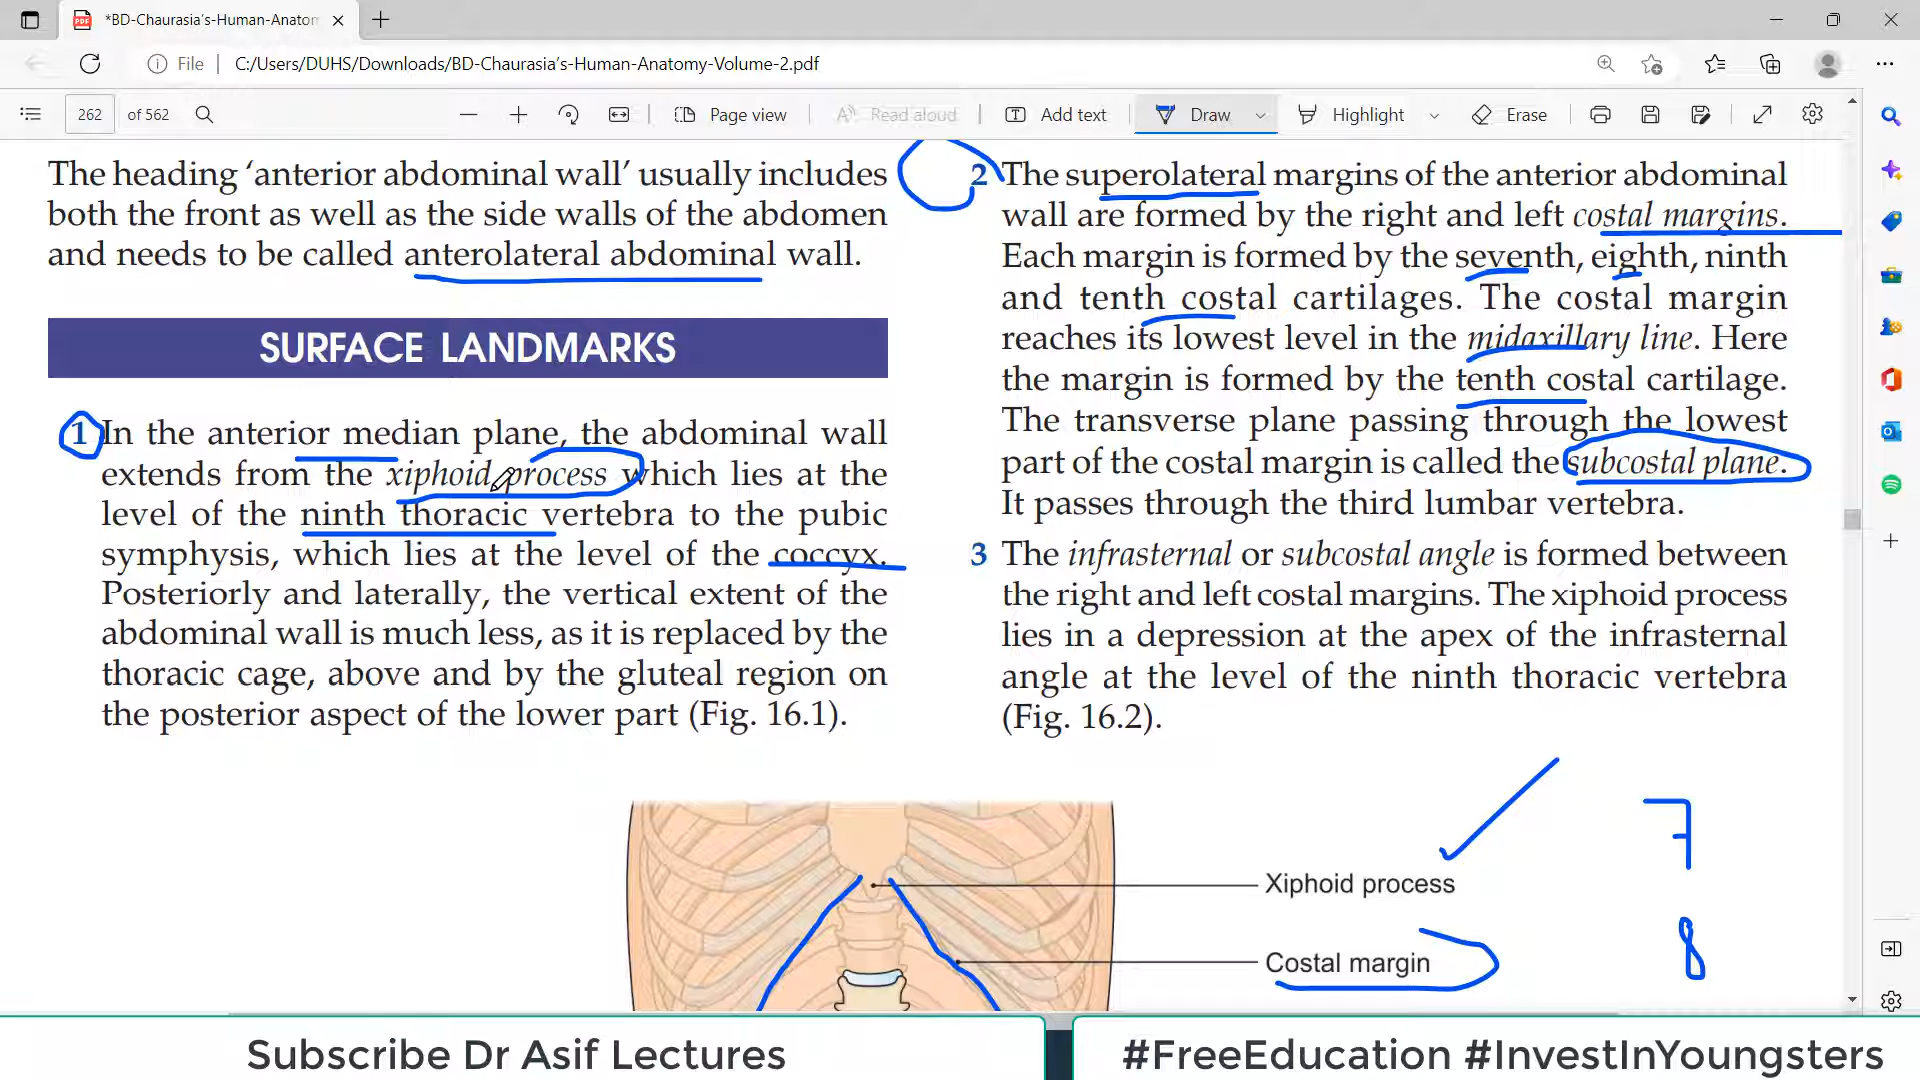 *BD-Chaurasia's-Human-Anatom
File
C:/Users/DUHS/Downloads/BD-Chaurasia's-Human-Anatomy-Volume-2.pdf
262 of 562
Page view
Read aloud
Add text
Draw
Highlight
Erase
The heading 'anterior abdominal wall' usually includes
both the front as well as the side walls of the abdomen
and needs to be called anterolateral abdominal wall.
SURFACE LANDMARKS
1 In the anterior median plane, the abdominal wall
extends from the xiphoid process which lies at the
level of the ninth thoracic vertebra to the pubic
symphysis, which lies at the level of the coccyx.
Posteriorly and laterally, the vertical extent of the
abdominal wall is much less, as it is replaced by the
thoracic cage, above and by the gluteal region on
the posterior aspect of the lower part (Fig. 16.1).
2 The superolateral margins of the anterior abdominal
wall are formed by the right and left costal margins.
Each margin is formed by the seventh, eighth, ninth
and tenth costal cartilages. The costal margin
reaches its lowest level in the midaxillary line. Here
the margin is formed by the tenth costal cartilage.
The transverse plane passing through the lowest
part of the costal margin is called the subcostal plane.
It passes through the third lumbar vertebra.
3 The infrasternal or subcostal angle is formed between
the right and left costal margins. The xiphoid process
lies in a depression at the apex of the infrasternal
angle at the level of the ninth thoracic vertebra
(Fig. 16.2).
Xiphoid process
Costal margin
7
8
Subscribe Dr Asif Lectures
#FreeEducation #InvestInYoungsters